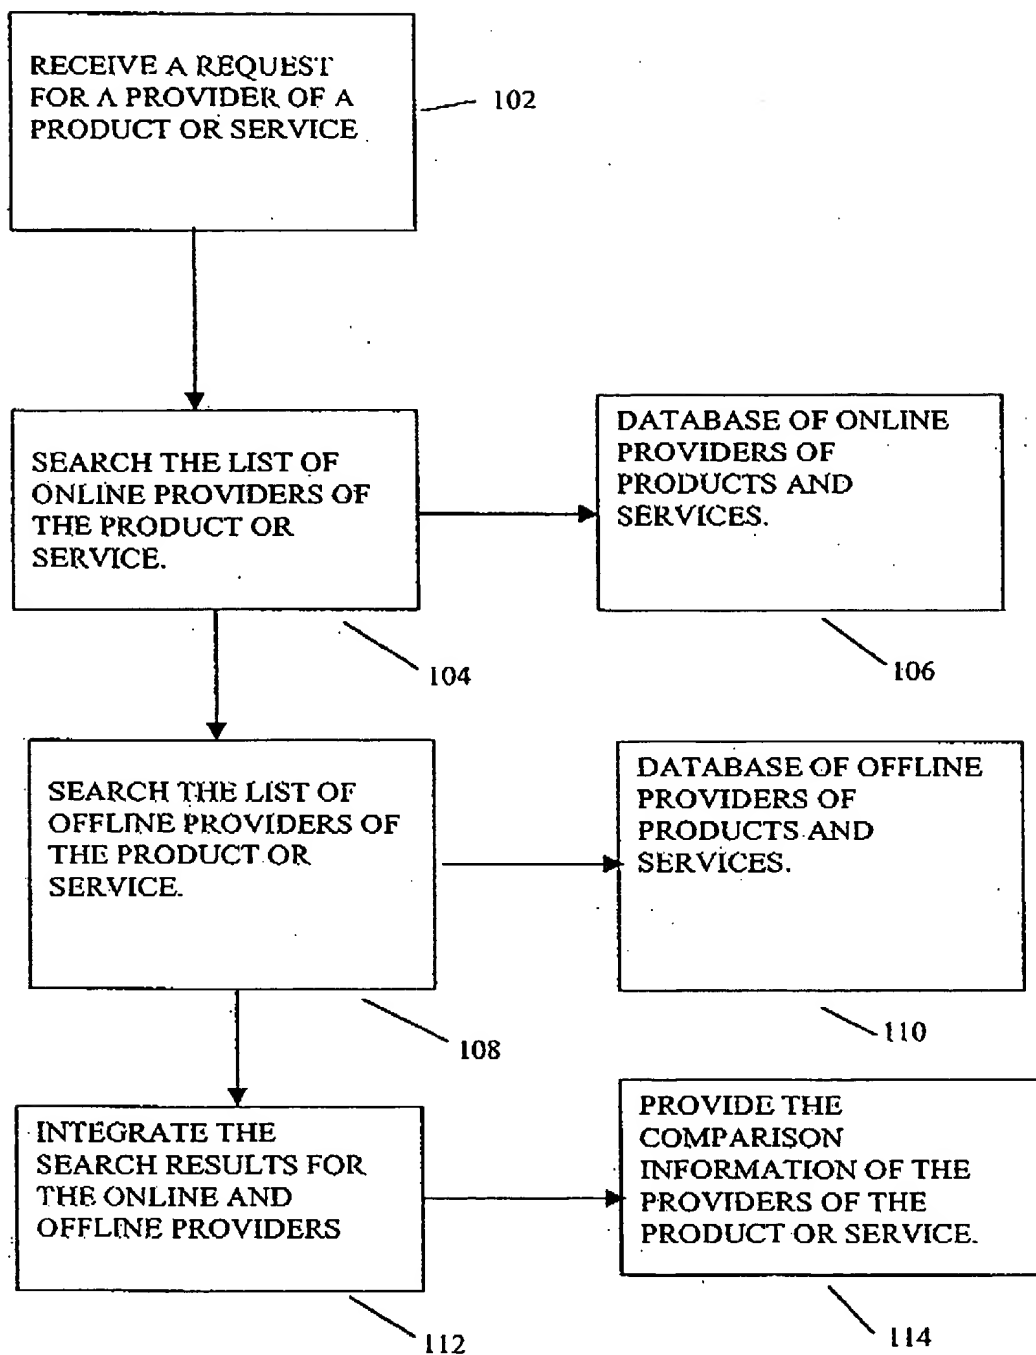 RECEIVE A REQUEST
FOR A PROVIDER OF A
PRODUCT OR SERVICE
102
SEARCH THE LIST OF
ONLINE PROVIDERS OF
THE PRODUCT OR
SERVICE.
104
DATABASE OF ONLINE
PROVIDERS OF
PRODUCTS AND
SERVICES.
106
SEARCH THE LIST OF
OFFLINE PROVIDERS OF
THE PRODUCT OR
SERVICE.
108
DATABASE OF OFFLINE
PROVIDERS OF
PRODUCTS AND
SERVICES.
110
INTEGRATE THE
SEARCH RESULTS FOR
THE ONLINE AND
OFFLINE PROVIDERS
112
PROVIDE THE
COMPARISON
INFORMATION OF THE
PROVIDERS OF THE
PRODUCT OR SERVICE.
114